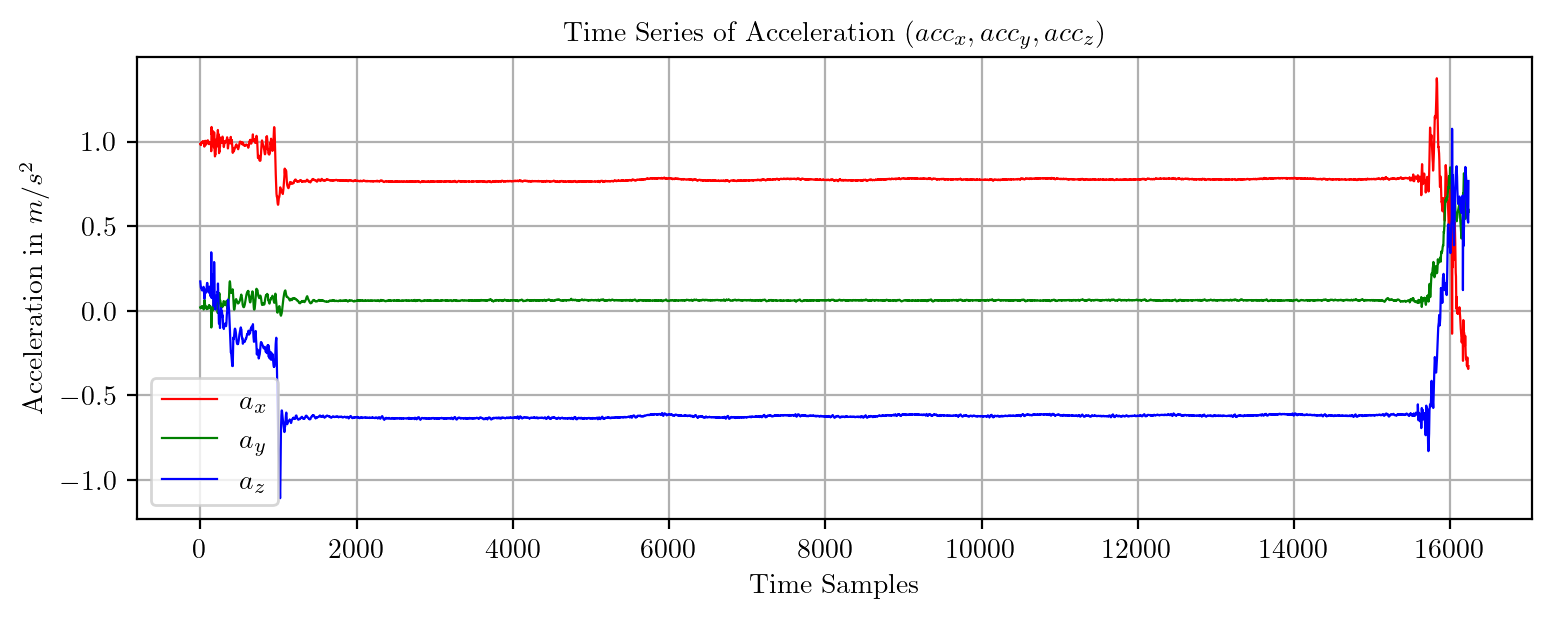 Time Series of Acceleration (acc_x, acc_y, acc_z)
Acceleration in m/s^2
1.0
0.5
0.0
−0.5
−1.0
a_x
a_y
a_z
0 2000 4000 6000 8000 10000 12000 14000 16000
Time Samples